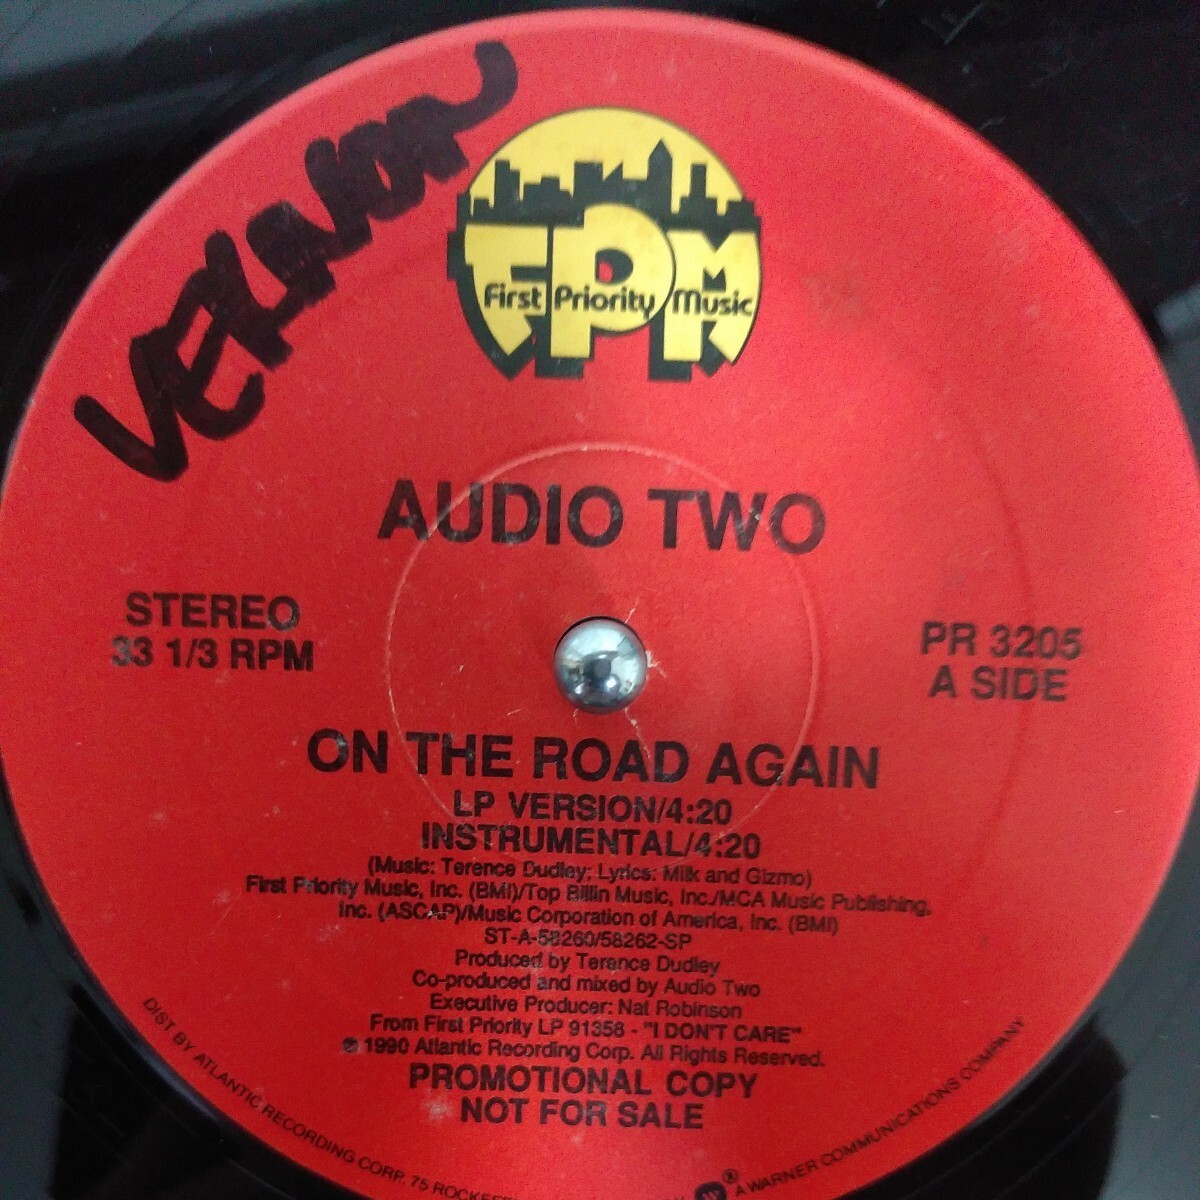 VERNON
First Priority Music
FPM
AUDIO TWO
STEREO
33 1/3 RPM
PR 3205
A SIDE
ON THE ROAD AGAIN
LP VERSION/4:20
INSTRUMENTAL/4:20
(Music: Terence Dudley; Lyrics: Milk and Gizmo)
First Priority Music, Inc. (BMI)/Top Billin Music, Inc./MCA Music Publishing,
Inc. (ASCAP)/Music Corporation of America, Inc. (BMI)
ST-A-58260/58262-SP
Produced by Terence Dudley
Co-produced and mixed by Audio Two
Executive Producer: Nat Robinson
From First Priority LP 91358 - "I DON'T CARE"
℗ 1990 Atlantic Recording Corp. All Rights Reserved.
PROMOTIONAL COPY
NOT FOR SALE
DIST BY ATLANTIC RECORDING CORP. 75 ® A WARNER COMMUNICATIONS COMPANY